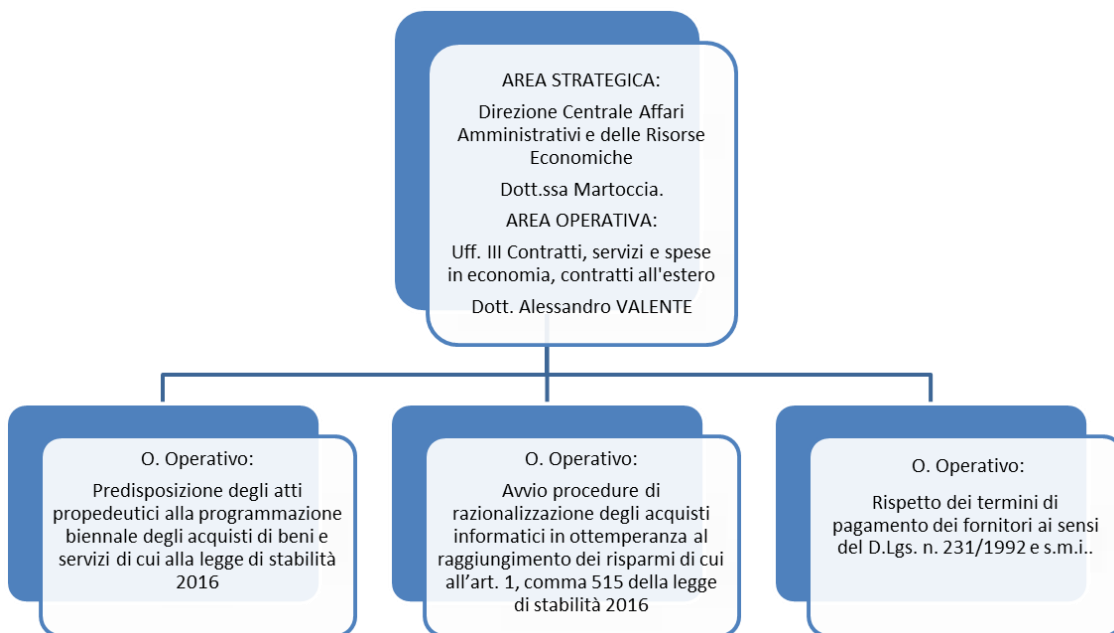 AREA STRATEGICA:
Direzione Centrale Affari
Amministrativi e delle Risorse
Economiche
Dott.ssa Martoccia.
AREA OPERATIVA:
Uff. III Contratti, servizi e spese
in economia, contratti all'estero
Dott. Alessandro VALENTE
O. Operativo:
Predisposizione degli atti
propedeutici alla programmazione
biennale degli acquisti di beni e
servizi di cui alla legge di stabilità
2016
O. Operativo:
Avvio procedure di
razionalizzazione degli acquisti
informatici in ottemperanza al
raggiungimento dei risparmi di cui
all’art. 1, comma 515 della legge
di stabilità 2016
O. Operativo:
Rispetto dei termini di
pagamento dei fornitori ai sensi
del D.Lgs. n. 231/1992 e s.m.i..